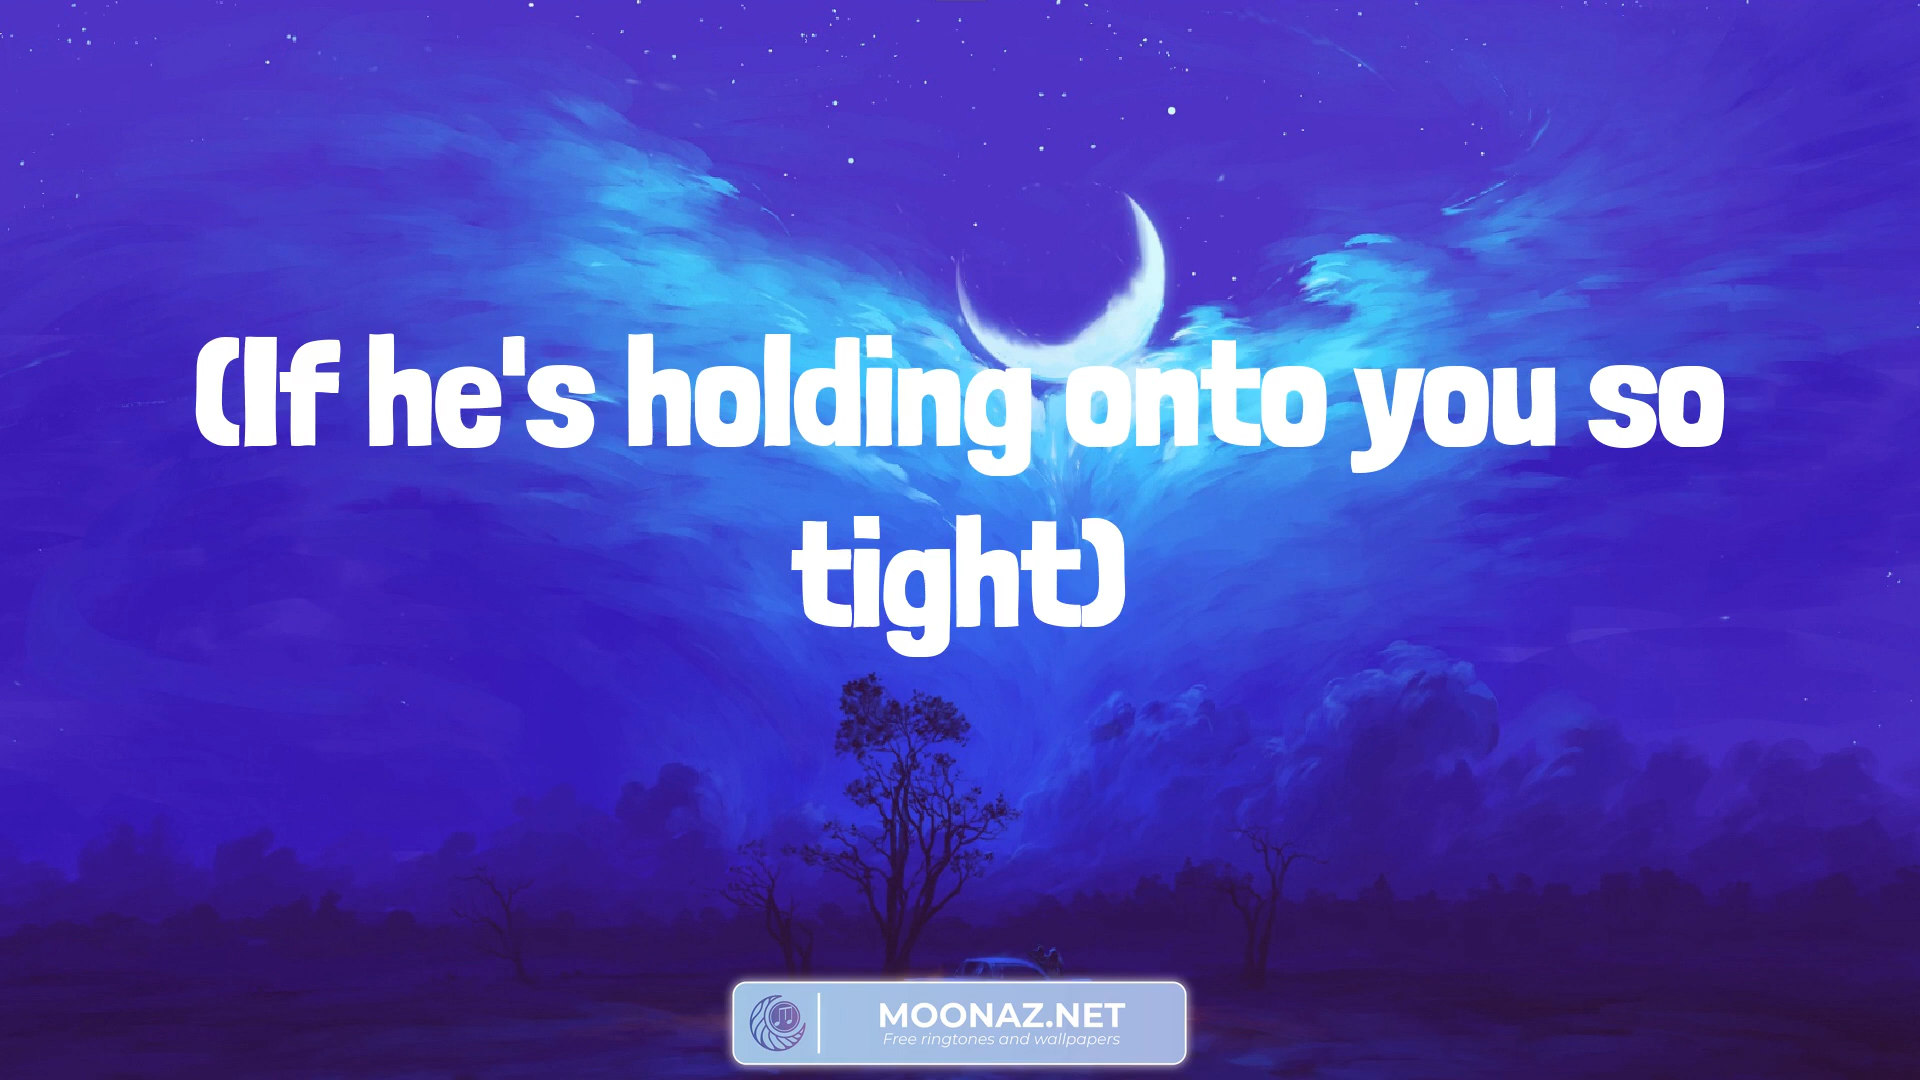 (If he's holding onto you so
tight)
MOONAZ.NET
Free ringtones and wallpapers